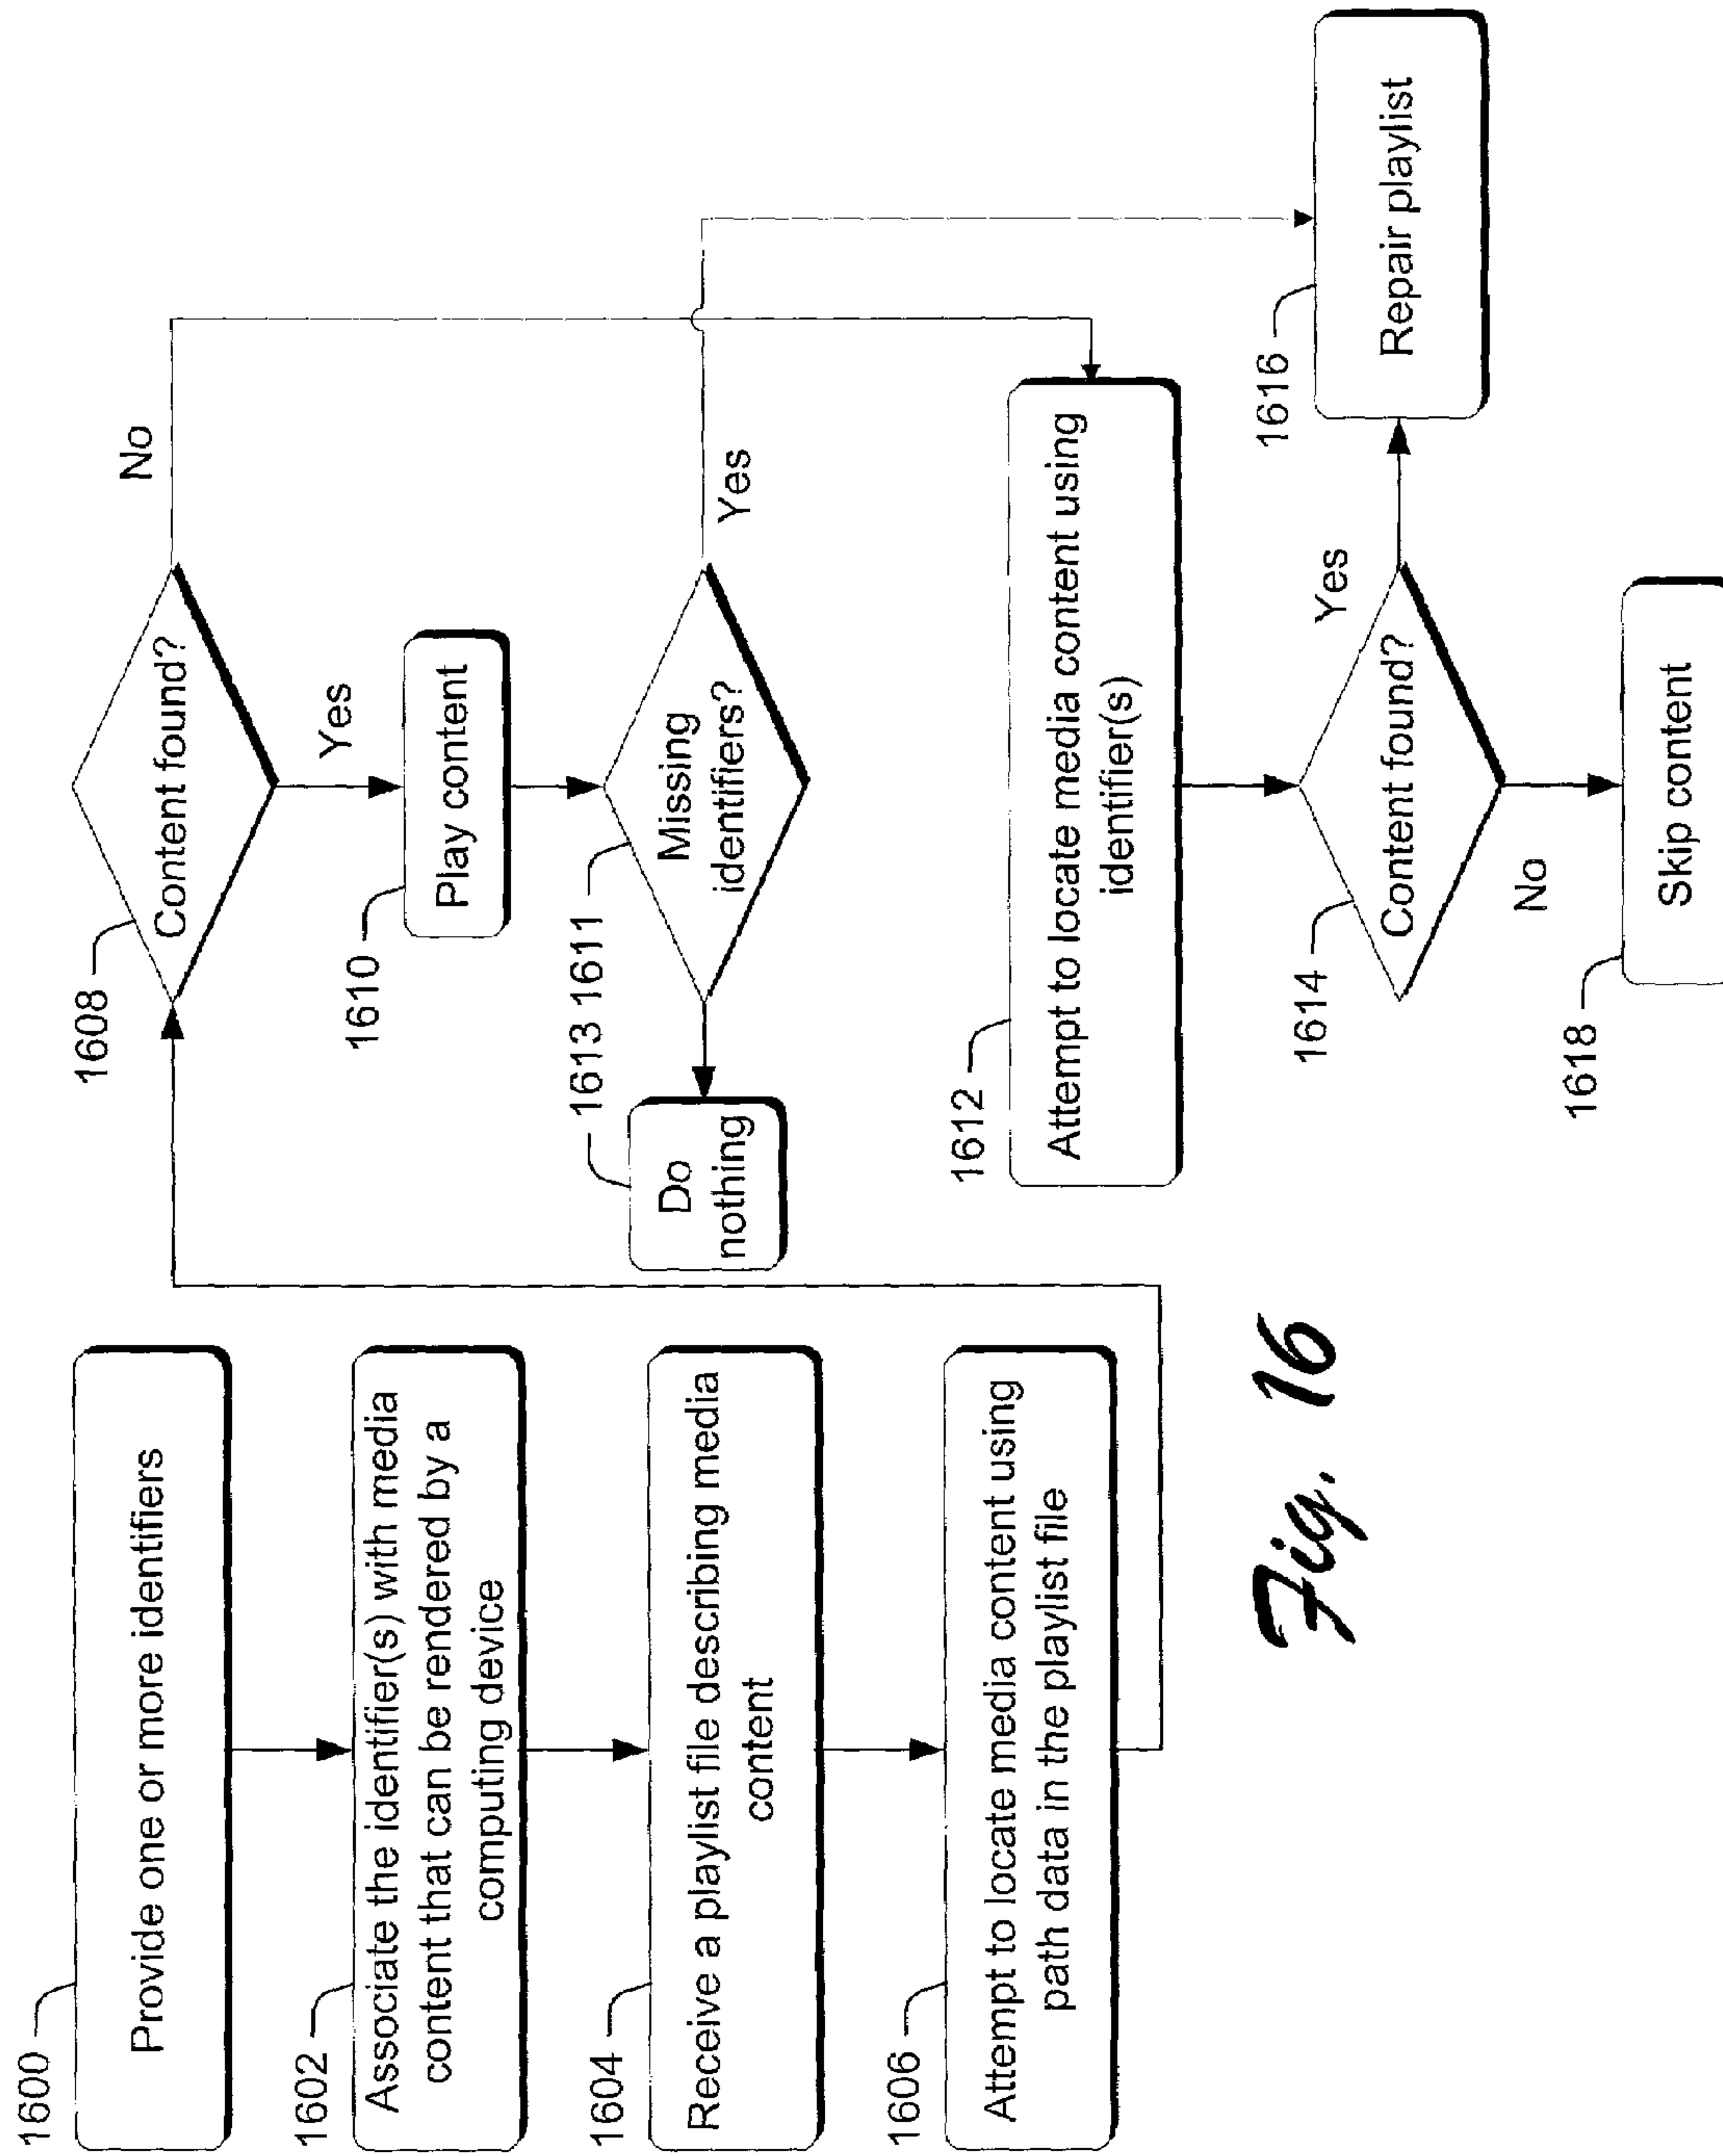 1600
Provide one or more identifiers
1602
Associate the identifier(s) with media
content that can be rendered by a
computing device
1604
Receive a playlist file describing media
content
1606
Attempt to locate media content using
path data in the playlist file
1608
Content found?
No
Yes
1610
Play content
1613
1611
Do
nothing
Missing
identifiers?
Yes
1612
Attempt to locate media content using
identifier(s)
1614
Content found?
Yes
1616
Repair playlist
No
1618
Skip content
Fig. 16